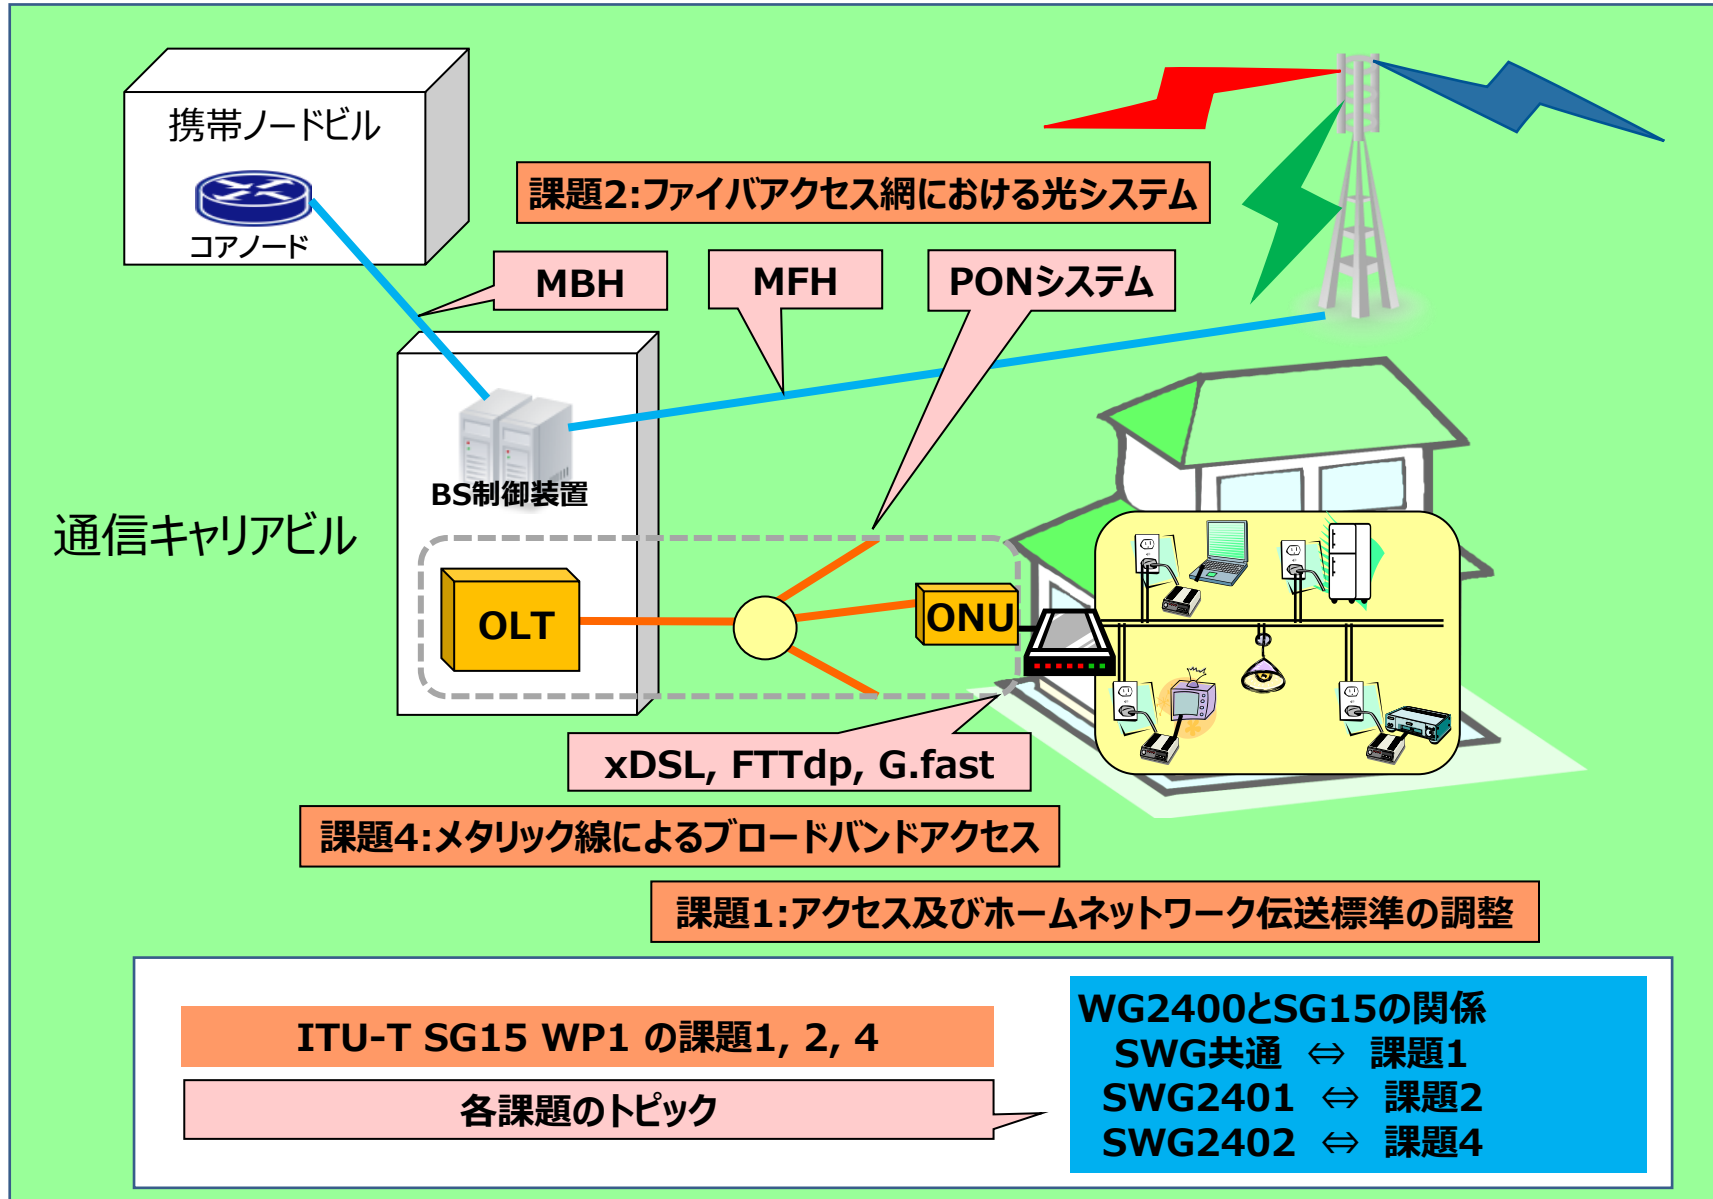 携帯ノードビル
コアノード
課題2:ファイバアクセス網における光システム
MBH
MFH
PONシステム
BS制御装置
通信キャリアビル
OLT
ONU
xDSL, FTTdp, G.fast
課題4:メタリック線によるブロードバンドアクセス
課題1:アクセス及びホームネットワーク伝送標準の調整
ITU-T SG15 WP1 の課題1, 2, 4
各課題のトピック
WG2400とSG15の関係
SWG共通 ⇔ 課題1
SWG2401 ⇔ 課題2
SWG2402 ⇔ 課題4